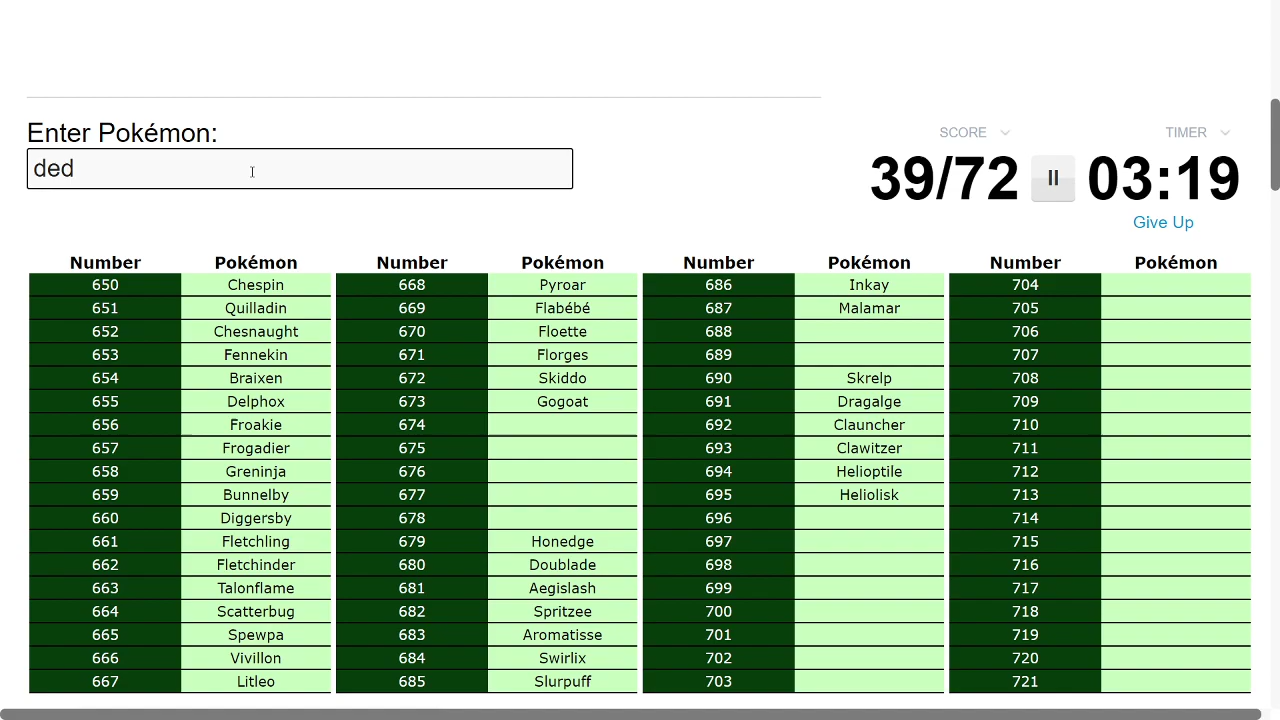 Enter Pokémon:
ded
SCORE TIMER
39/72 03:19
Give Up
Number Pokémon Number Pokémon Number Pokémon Number Pokémon
650 Chespin 668 Pyroar 686 Inkay 704
651 Quilladin 669 Flabébé 687 Malamar 705
652 Chesnaught 670 Floette 688 706
653 Fennekin 671 Florges 689 707
654 Braixen 672 Skiddo 690 Skrelp 708
655 Delphox 673 Gogoat 691 Dragalge 709
656 Froakie 674 692 Clauncher 710
657 Frogadier 675 693 Clawitzer 711
658 Greninja 676 694 Helioptile 712
659 Bunnelby 677 695 Heliolisk 713
660 Diggersby 678 696 714
661 Fletchling 679 Honedge 697 715
662 Fletchinder 680 Doublade 698 716
663 Talonflame 681 Aegislash 699 717
664 Scatterbug 682 Spritzee 700 718
665 Spewpa 683 Aromatisse 701 719
666 Vivillon 684 Swirlix 702 720
667 Litleo 685 Slurpuff 703 721